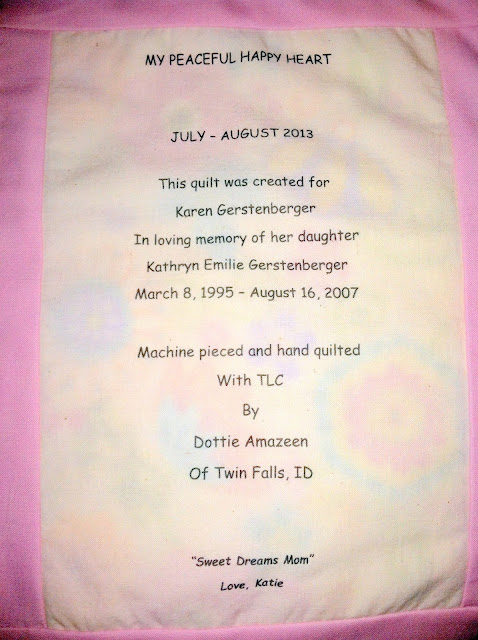 MY PEACEFUL HAPPY HEART
JULY – AUGUST 2013
This quilt was created for
Karen Gerstenberger
In loving memory of her daughter
Kathryn Emilie Gerstenberger
March 8, 1995 – August 16, 2007
Machine pieced and hand quilted
With TLC
By
Dottie Amazeen
Of Twin Falls, ID
“Sweet Dreams Mom”
Love, Katie